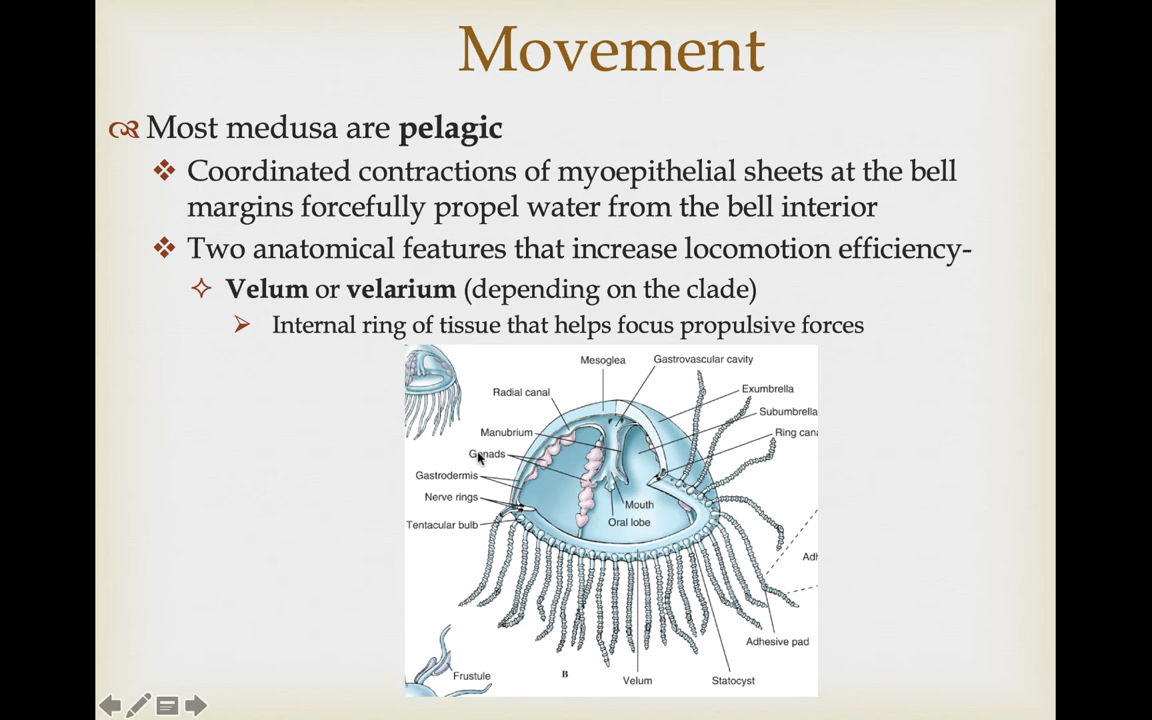 Movement
Most medusa are pelagic
Coordinated contractions of myoepithelial sheets at the bell
margins forcefully propel water from the bell interior
Two anatomical features that increase locomotion efficiency-
Velum or velarium (depending on the clade)
Internal ring of tissue that helps focus propulsive forces
Mesoglea
Gastrovascular cavity
Radial canal
Exumbrella
Subumbrella
Manubrium
Ring can
Gonads
Gastrodermis
Nerve rings
Mouth
Tentacular bulb
Oral lobe
Adh
Adhesive pad
Frustule
B
Velum
Statocyst